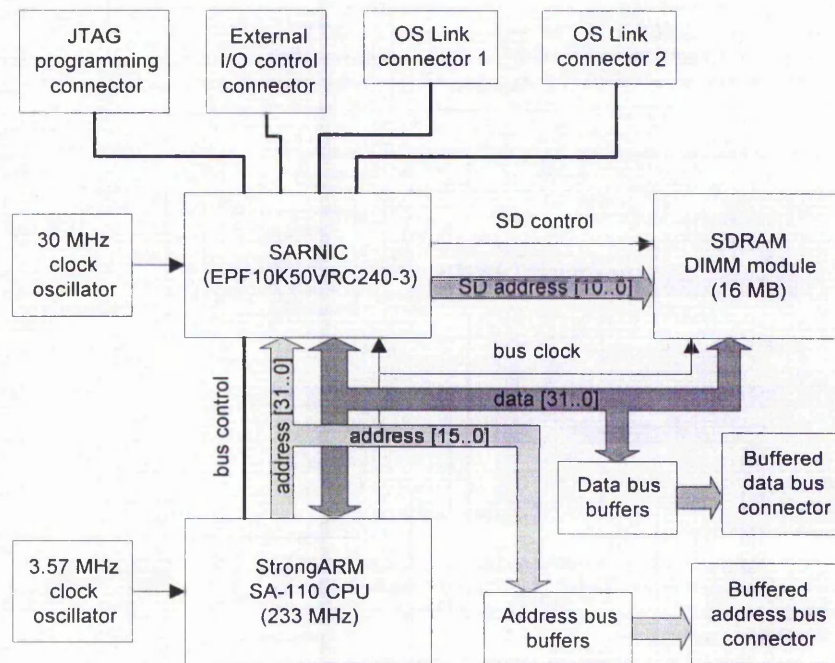 JTAG
programming
connector
External
I/O control
connector
OS Link
connector 1
OS Link
connector 2
30 MHz
clock
oscillator
SARNIC
(EPF10K50VRC240-3)
SD control
SD address [10..0]
SDRAM
DIMM module
(16 MB)
bus clock
bus control
address [31..0]
data [31..0]
address [15..0]
Data bus
buffers
Buffered
data bus
connector
3.57 MHz
clock
oscillator
StrongARM
SA-110 CPU
(233 MHz)
Address bus
buffers
Buffered
address bus
connector